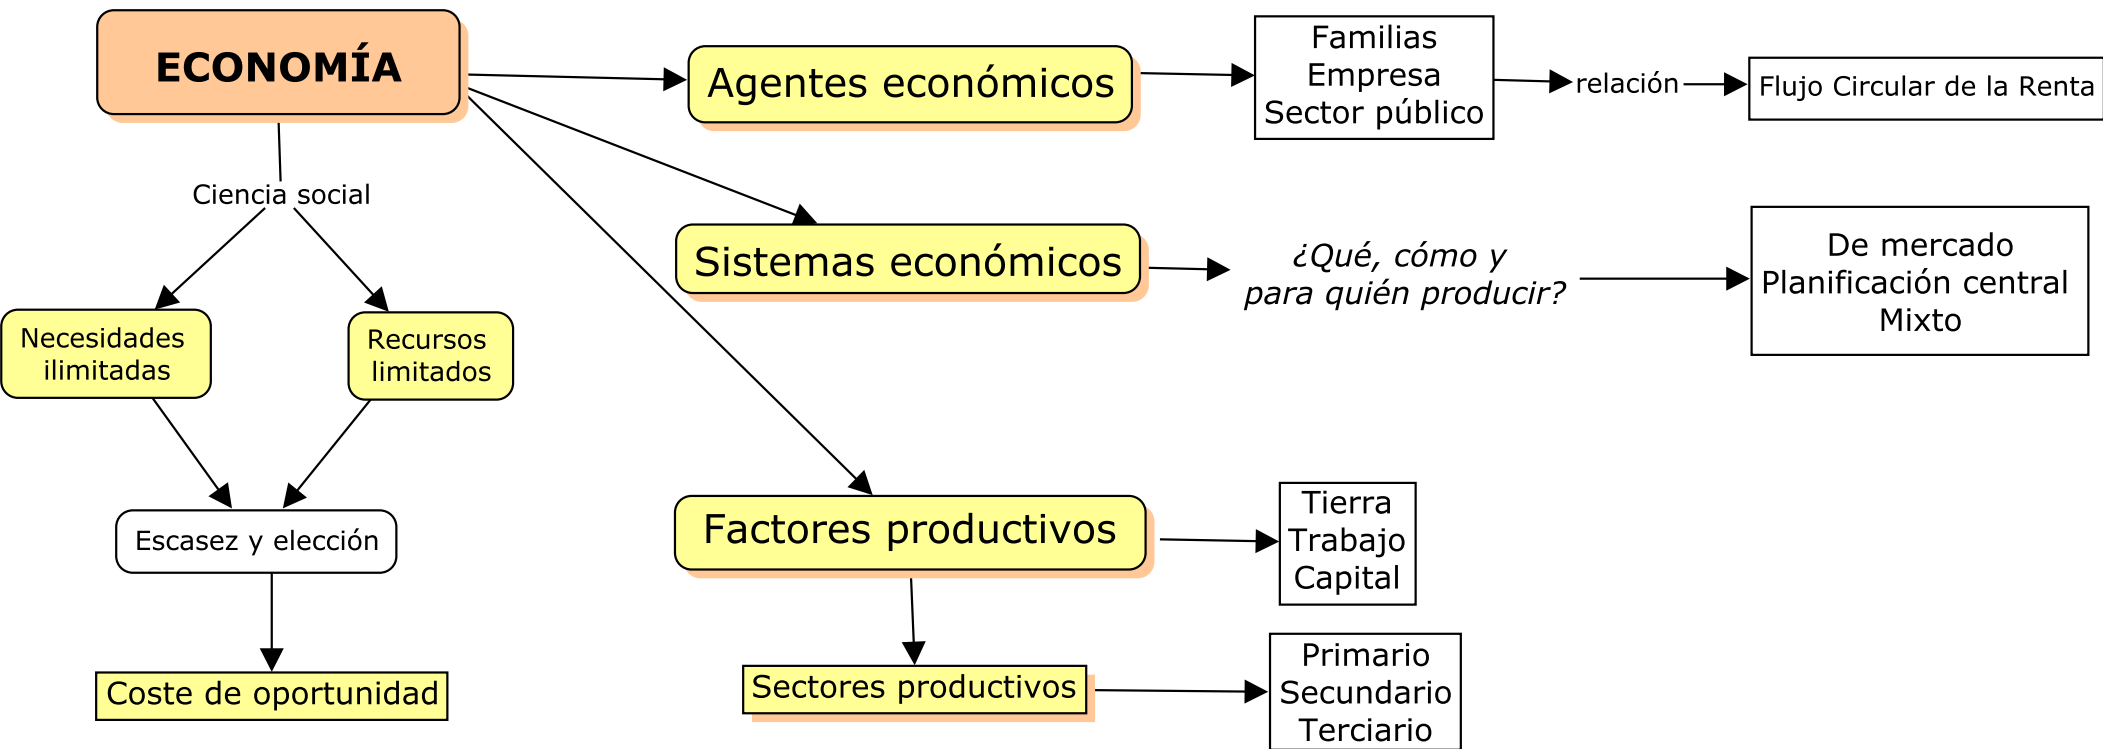 ECONOMÍA
Agentes económicos
Familias
Empresa
Sector público
relación
Flujo Circular de la Renta
Ciencia social
Necesidades
ilimitadas
Recursos
limitados
Escasez y elección
Coste de oportunidad
Sistemas económicos
¿Qué, cómo y
para quién producir?
De mercado
Planificación central
Mixto
Factores productivos
Tierra
Trabajo
Capital
Sectores productivos
Primario
Secundario
Terciario